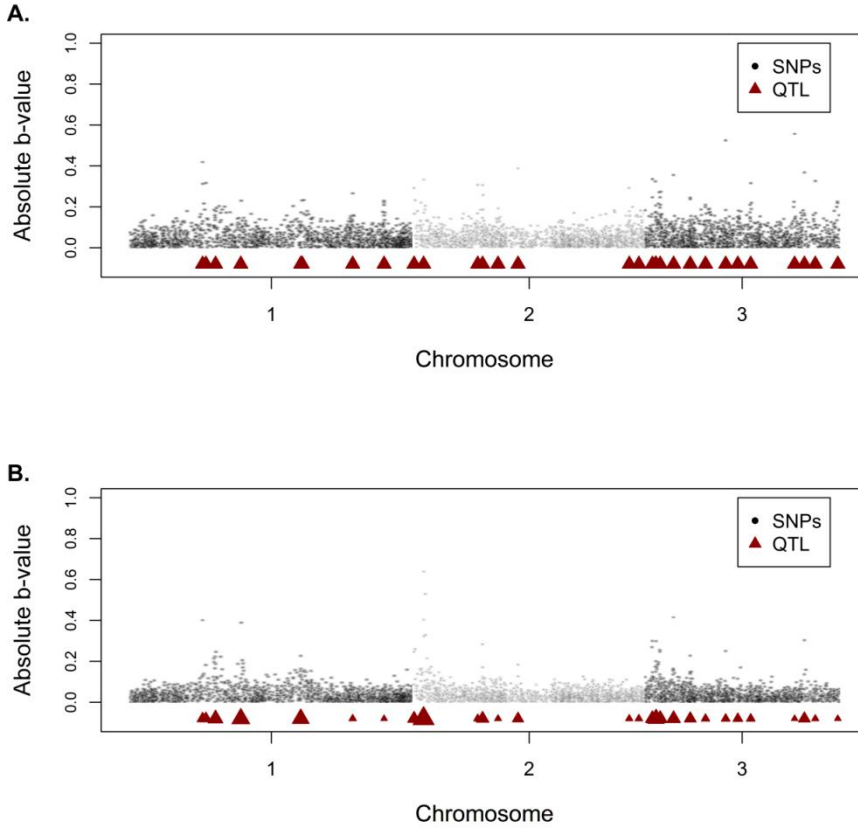 A.
Absolute b-value
1.0
0.8
0.6
0.4
0.2
0.0
SNPs
QTL
1 2 3
Chromosome
B.
Absolute b-value
1.0
0.8
0.6
0.4
0.2
0.0
SNPs
QTL
1 2 3
Chromosome